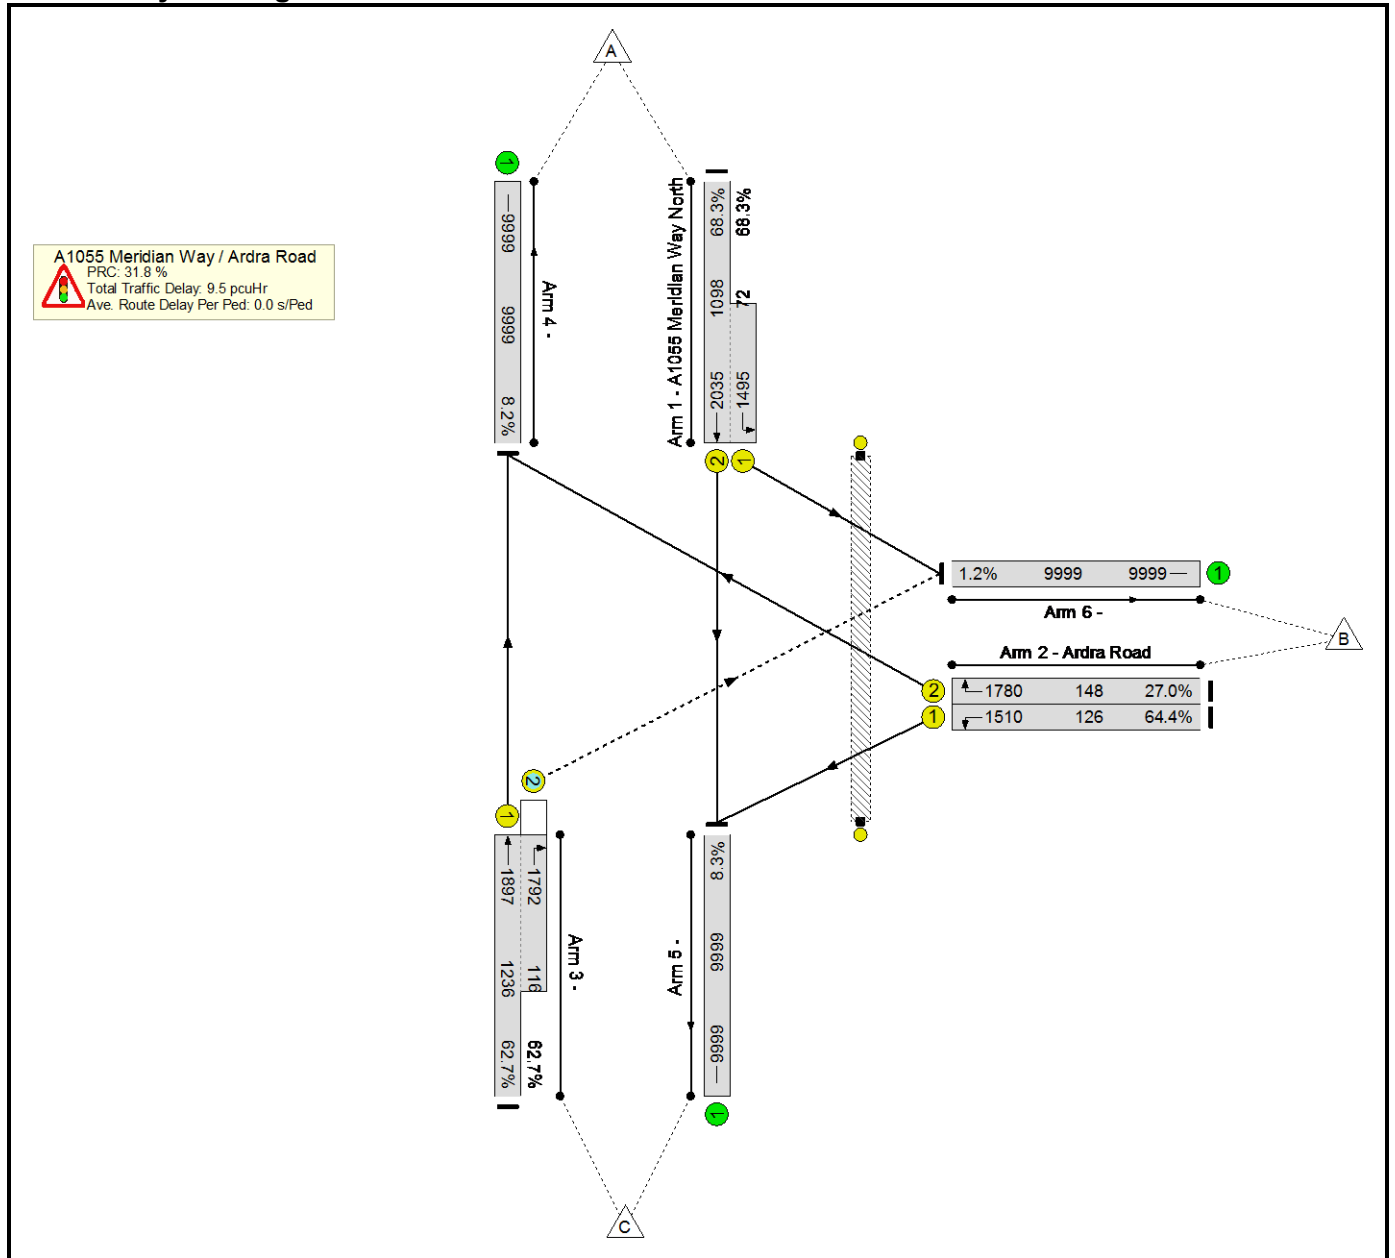 A
A1055 Meridian Way / Ardra Road
PRC: 31.8 %
Total Traffic Delay: 9.5 pcuHr
Ave. Route Delay Per Ped: 0.0 s/Ped
1
9999
9999
8.2%
Arm 4 -
Arm 1 - A1055 Meridian Way North
68.3%
1098
2035
68.3%
72
1495
2
1
1.2% 9999 9999
1
Arm 6 -
B
Arm 2 - Ardra Road
2
1780 148 27.0%
1
1510 126 64.4%
2
1
1897
1236
62.7%
1792
116
62.7%
Arm 3 -
Arm 5 -
8.3%
9999
9999
1
C